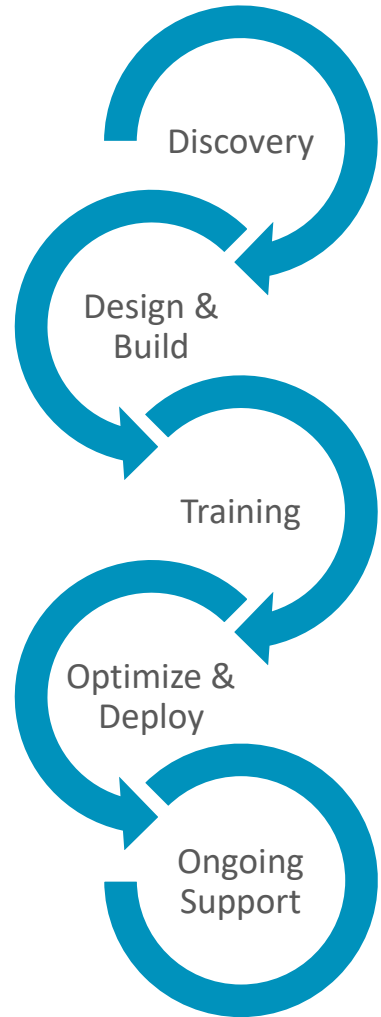 Discovery
Design &
Build
Training
Optimize &
Deploy
Ongoing
Support